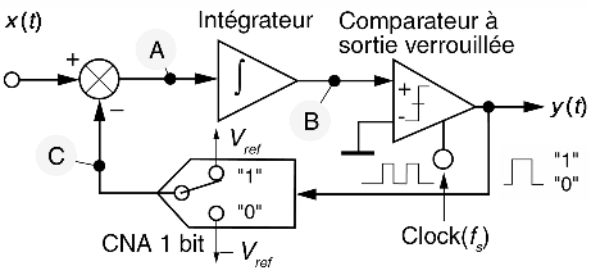 x(t)
Intégrateur
Comparateur à
sortie verrouillée
+
A
∫
+
-
y(t)
−
B
C
V_ref
"1"
"0"
"1"
"0"
CNA 1 bit
− V_ref
Clock(f_s)